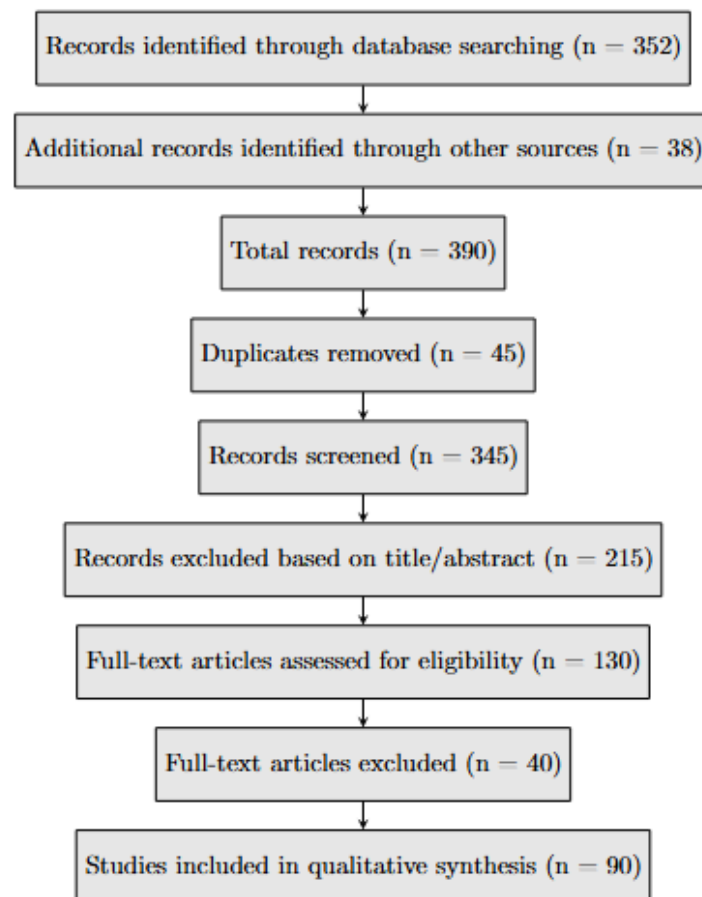 Records identified through database searching (n = 352)
Additional records identified through other sources (n = 38)
Total records (n = 390)
Duplicates removed (n = 45)
Records screened (n = 345)
Records excluded based on title/abstract (n = 215)
Full-text articles assessed for eligibility (n = 130)
Full-text articles excluded (n = 40)
Studies included in qualitative synthesis (n = 90)